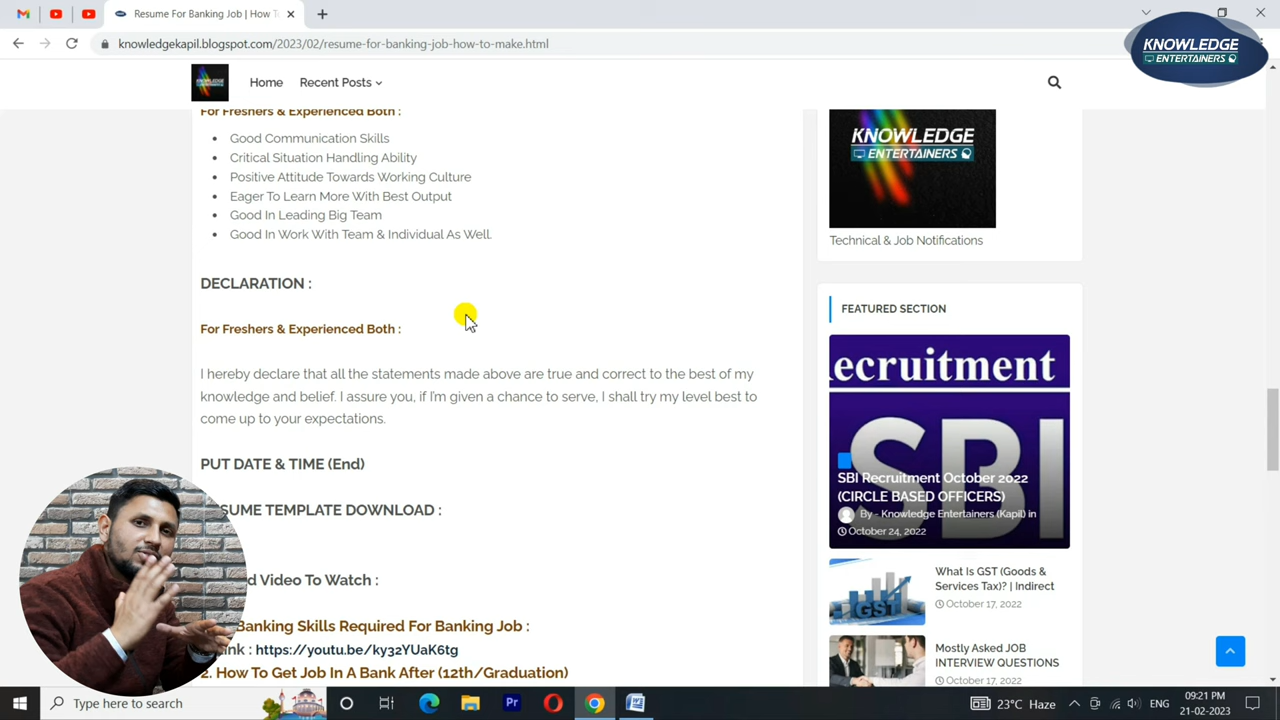 Resume For Banking Job | How T
knowledgekapil.blogspot.com/2023/02/resume-for-banking-job-how-to-make.html
KNOWLEDGE
ENTERTAINERS
Home
Recent Posts
For Freshers & Experienced Both :
Good Communication Skills
Critical Situation Handling Ability
Positive Attitude Towards Working Culture
Eager To Learn More With Best Output
Good In Leading Big Team
Good In Work With Team & Individual As Well.
DECLARATION :
For Freshers & Experienced Both :
I hereby declare that all the statements made above are true and correct to the best of my
knowledge and belief. I assure you, if I'm given a chance to serve, I shall try my level best to
come up to your expectations.
PUT DATE & TIME (End)
SUME TEMPLATE DOWNLOAD :
d Video To Watch :
Banking Skills Required For Banking Job :
ink : https://youtu.be/ky32YUaK6tg
2. How To Get Job In A Bank After (12th/Graduation)
KNOWLEDGE
ENTERTAINERS
Technical & Job Notifications
FEATURED SECTION
ecruitment
SBI
SBI Recruitment October 2022
(CIRCLE BASED OFFICERS)
By - Knowledge Entertainers (Kapil) in
October 24, 2022
GST
What Is GST (Goods &
Services Tax)? | Indirect
October 17, 2022
Mostly Asked JOB
INTERVIEW QUESTIONS
October 17, 2022
Type here to search
Pr
23°C Haze
ENG
09:21 PM
21-02-2023